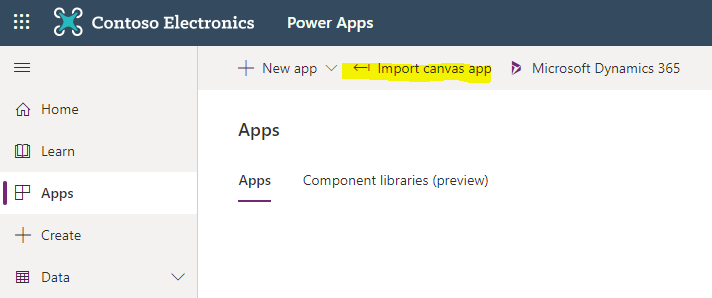 Contoso Electronics Power Apps
New app Import canvas app Microsoft Dynamics 365
Home
Learn
Apps
Create
Data
Apps
Apps Component libraries (preview)